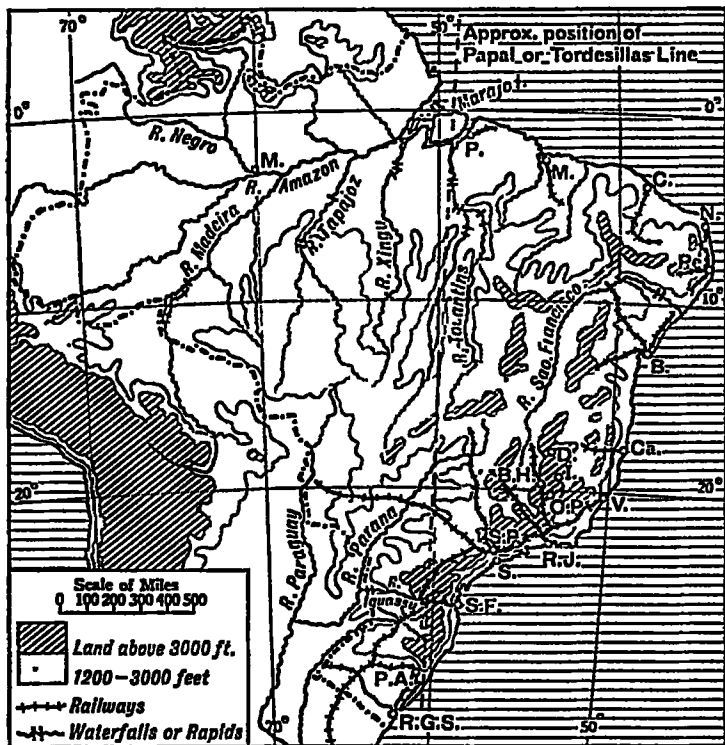 70°
50°
Approx. position of
Papal or Tordesillas Line
Marajo I.
0°
0°
R. Negro
P.
M.
M.
R. Amazon
C.
N.
R. Madeira
R. Tapajoz
R. Xingu
R. Tocantins
R. Sao. Francisco
Rc.
10°
B.
D.
Ca.
B.H.
20°
20°
O.P.
V.
R. Paraguay
R. Parana
S.P.
R.J.
S.
R.
Iguassu
S.F.
Scale of Miles
0 100 200 300 400 500
Land above 3000 ft.
1200–3000 feet
P.A.
Railways
R.G.S.
Waterfalls or Rapids
50°